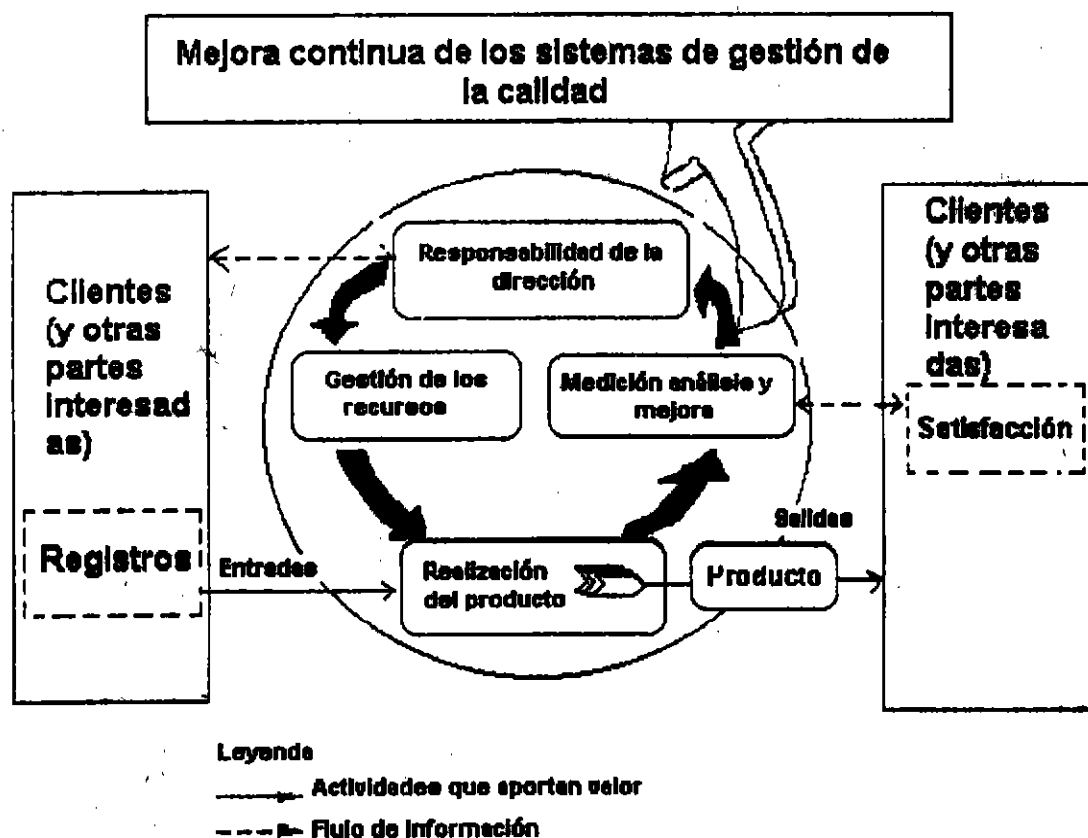 Mejora continua de los sistemas de gestión de
la calidad
Clientes
(y otras
partes
interesad
as)
Registros
Entradas
Responsabilidad de la
dirección
Gestión de los
recursos
Medición análisis y
mejora
Realización
del producto
Producto
Salidas
Clientes
(y otras
partes
interesa
das)
Satisfacción
Leyenda
Actividades que aportan valor
Flujo de información